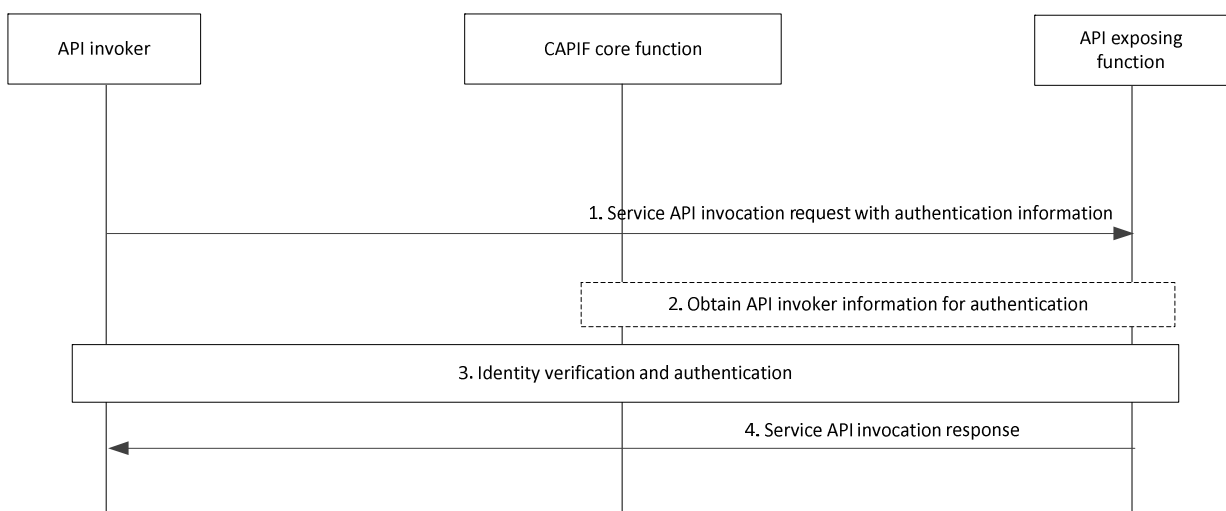 API invoker
CAPIF core function
API exposing
function
1. Service API invocation request with authentication information
2. Obtain API invoker information for authentication
3. Identity verification and authentication
4. Service API invocation response